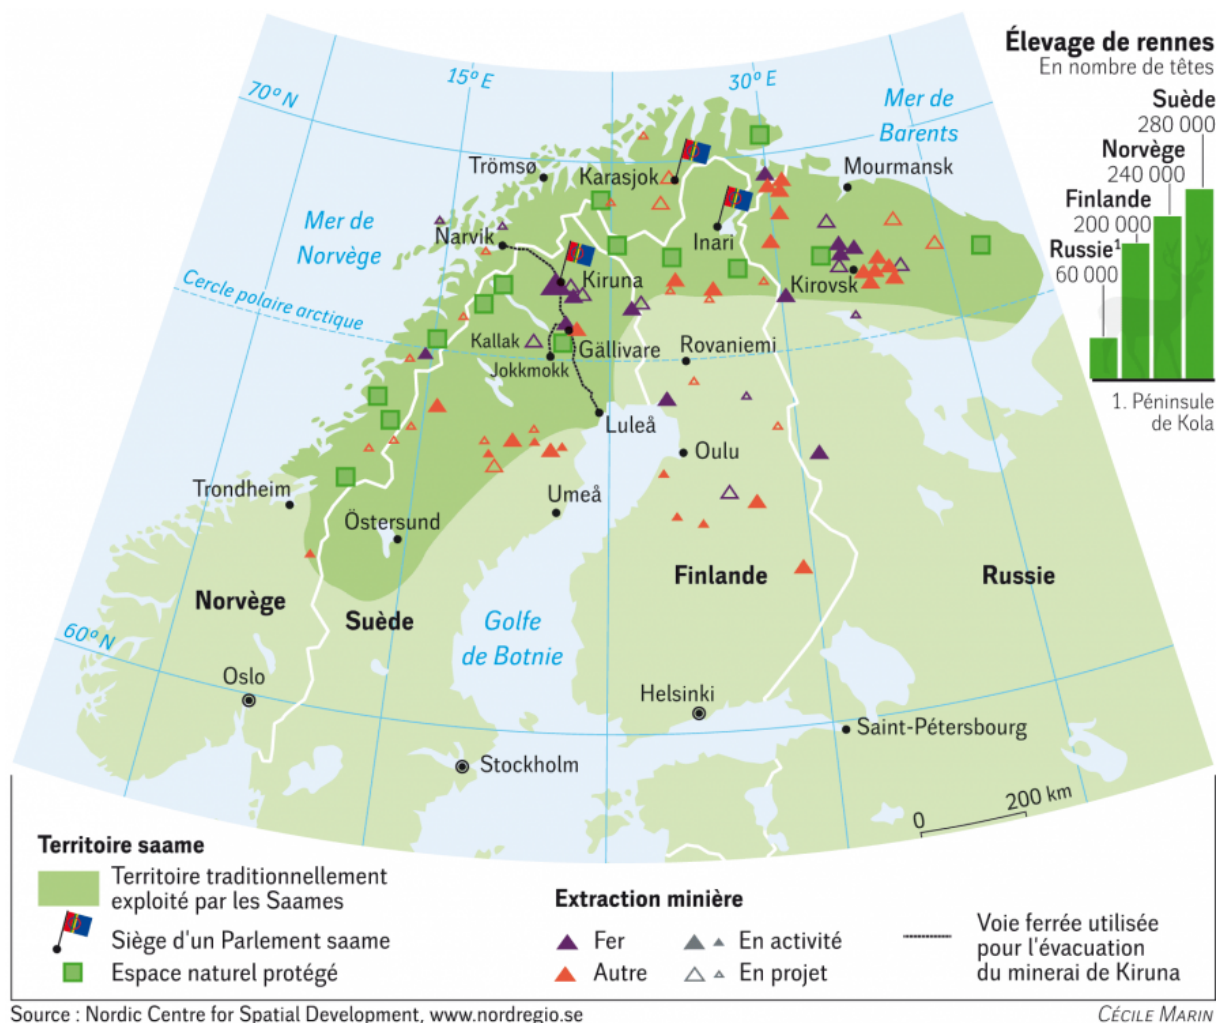 Élevage de rennes
En nombre de têtes
Suède
280 000
Norvège
240 000
Finlande
200 000
Russie¹
60 000
1. Péninsule
de Kola
15° E
30° E
70° N
60° N
Mer de
Barents
Mer de
Norvège
Cercle polaire arctique
Trömsø
Karasjok
Mourmansk
Narvik
Inari
Kiruna
Kirovsk
Kallak
Gällivare
Jokkmokk
Rovaniemi
Luleå
Oulu
Trondheim
Umeå
Östersund
Norvège
Suède
Finlande
Russie
Golfe
de Botnie
Oslo
Helsinki
Saint-Pétersbourg
Stockholm
0
200 km
Territoire saame
Territoire traditionnellement
exploité par les Saames
Siège d'un Parlement saame
Espace naturel protégé
Extraction minière
Fer
En activité
Autre
En projet
Voie ferrée utilisée
pour l'évacuation
du minerai de Kiruna
Source : Nordic Centre for Spatial Development, www.nordregio.se
CÉCILE MARIN